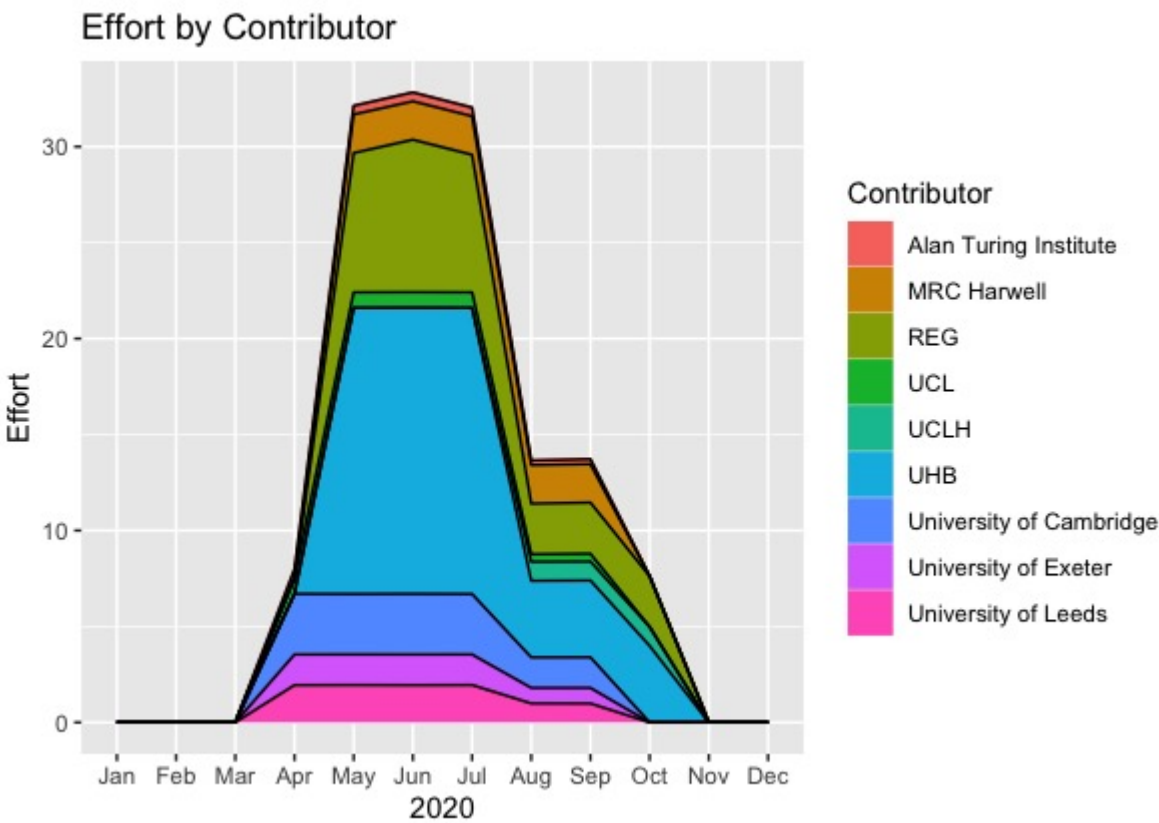 Effort by Contributor
30
20
10
0
Effort
Jan Feb Mar Apr May Jun Jul Aug Sep Oct Nov Dec
2020
Contributor
Alan Turing Institute
MRC Harwell
REG
UCL
UCLH
UHB
University of Cambridge
University of Exeter
University of Leeds